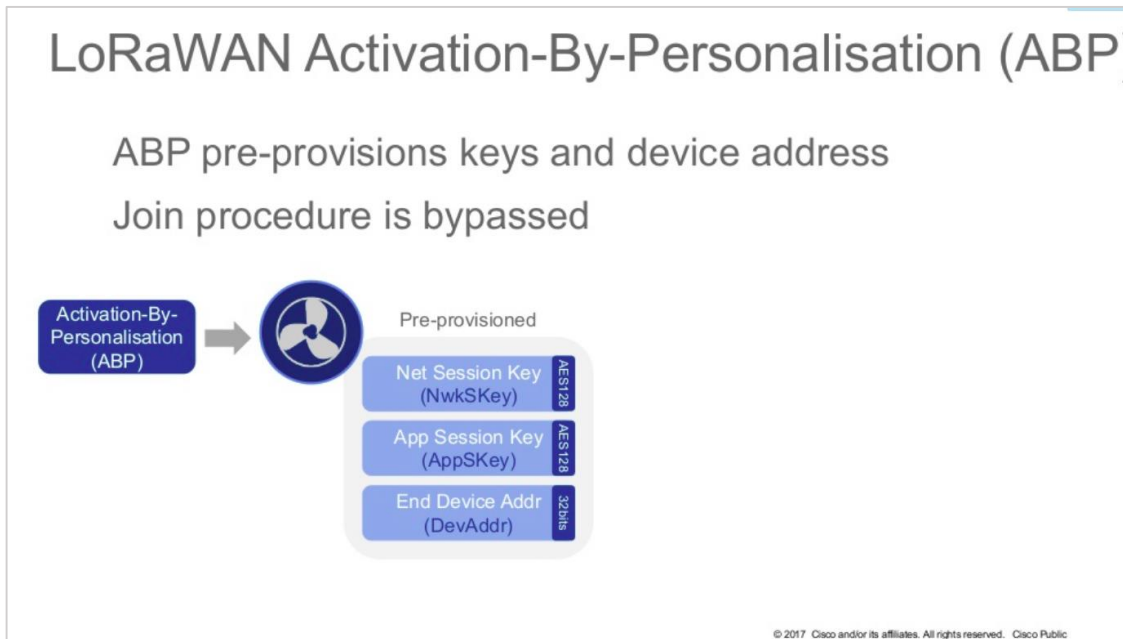 LoRaWAN Activation-By-Personalisation (ABP)
ABP pre-provisions keys and device address
Join procedure is bypassed
Activation-By-
Personalisation
(ABP)
Pre-provisioned
Net Session Key
(NwkSKey)
AES128
App Session Key
(AppSKey)
AES128
End Device Addr
(DevAddr)
32bits
© 2017 Cisco and/or its affiliates. All rights reserved. Cisco Public